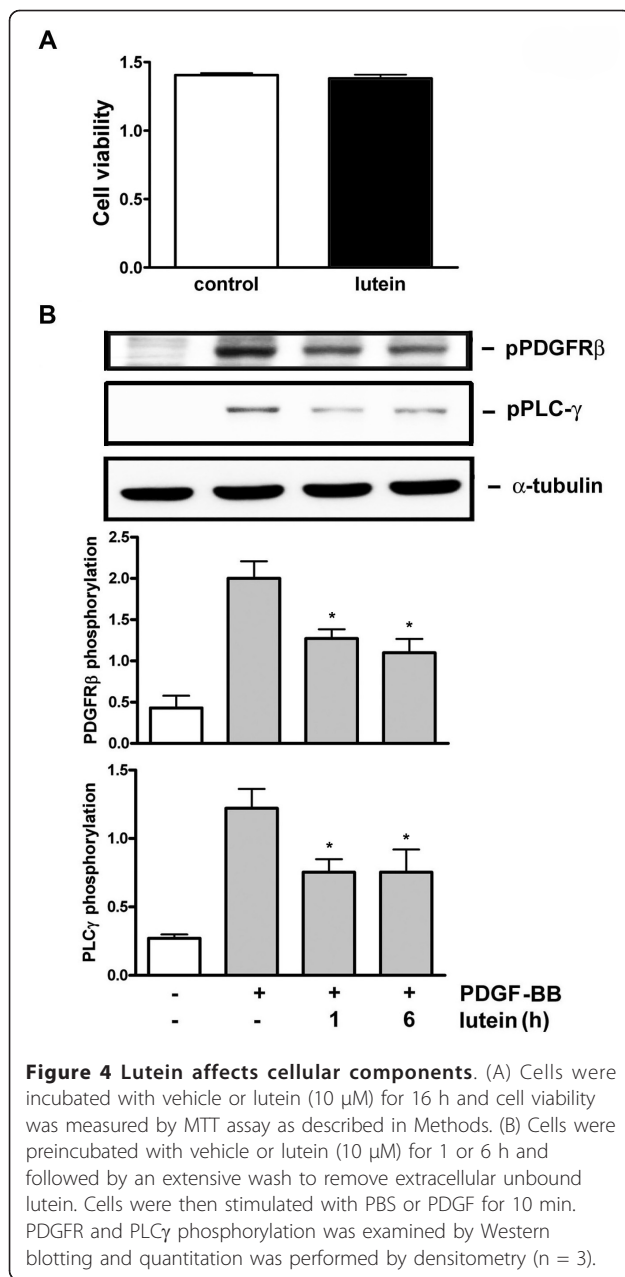 A
Cell viability
1.5
1.0
0.5
0.0
control lutein
B
– pPDGFRβ
– pPLC-γ
– α-tubulin
PDGFRβ phosphorylation
2.0
1.5
1.0
0.5
0.0
* *
PLCγ phosphorylation
1.5
1.0
0.5
0.0
* *
- + + + PDGF-BB
- - 1 6 lutein (h)
Figure 4 Lutein affects cellular components. (A) Cells were
incubated with vehicle or lutein (10 μM) for 16 h and cell viability
was measured by MTT assay as described in Methods. (B) Cells were
preincubated with vehicle or lutein (10 μM) for 1 or 6 h and
followed by an extensive wash to remove extracellular unbound
lutein. Cells were then stimulated with PBS or PDGF for 10 min.
PDGFR and PLCγ phosphorylation was examined by Western
blotting and quantitation was performed by densitometry (n = 3).